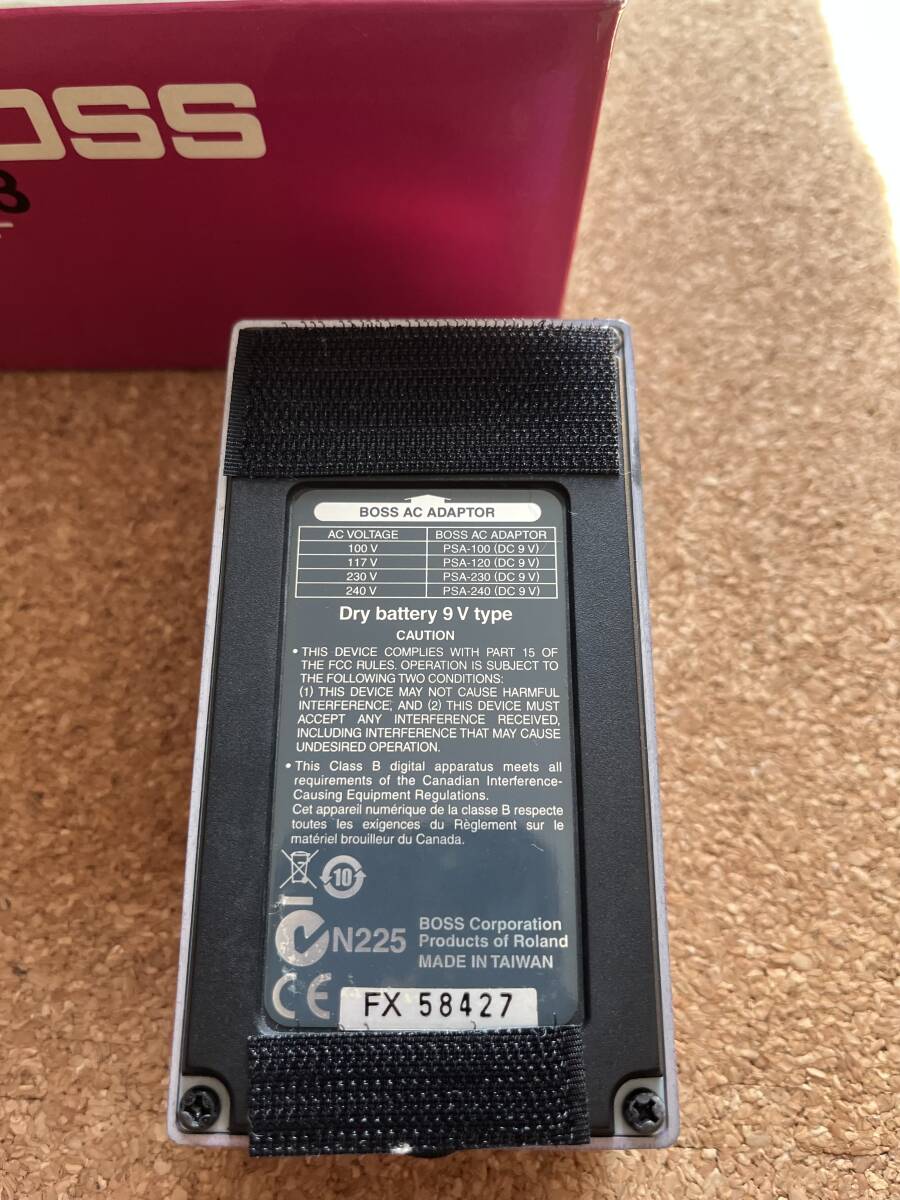 OSS
3
BOSS AC ADAPTOR
AC VOLTAGE BOSS AC ADAPTOR
100 V PSA-100 (DC 9 V)
117 V PSA-120 (DC 9 V)
230 V PSA-230 (DC 9 V)
240 V PSA-240 (DC 9 V)
Dry battery 9 V type
CAUTION
• THIS DEVICE COMPLIES WITH PART 15 OF
THE FCC RULES. OPERATION IS SUBJECT TO
THE FOLLOWING TWO CONDITIONS:
(1) THIS DEVICE MAY NOT CAUSE HARMFUL
INTERFERENCE, AND (2) THIS DEVICE MUST
ACCEPT ANY INTERFERENCE RECEIVED,
INCLUDING INTERFERENCE THAT MAY CAUSE
UNDESIRED OPERATION.
• This Class B digital apparatus meets all
requirements of the Canadian Interference-
Causing Equipment Regulations.
Cet appareil numérique de la classe B respecte
toutes les exigences du Règlement sur le
matériel brouilleur du Canada.
10
N225
BOSS Corporation
Products of Roland
MADE IN TAIWAN
CE
FX 58427